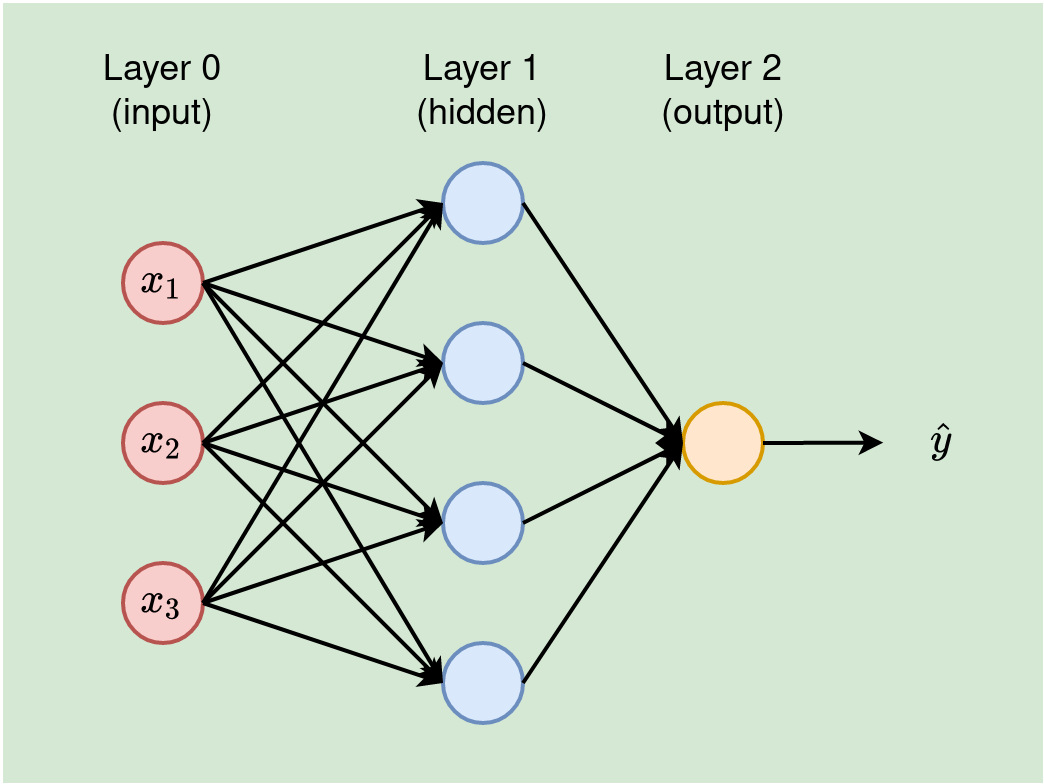 Layer 0
(input)
Layer 1
(hidden)
Layer 2
(output)
x₁
x₂
x₃
ŷ